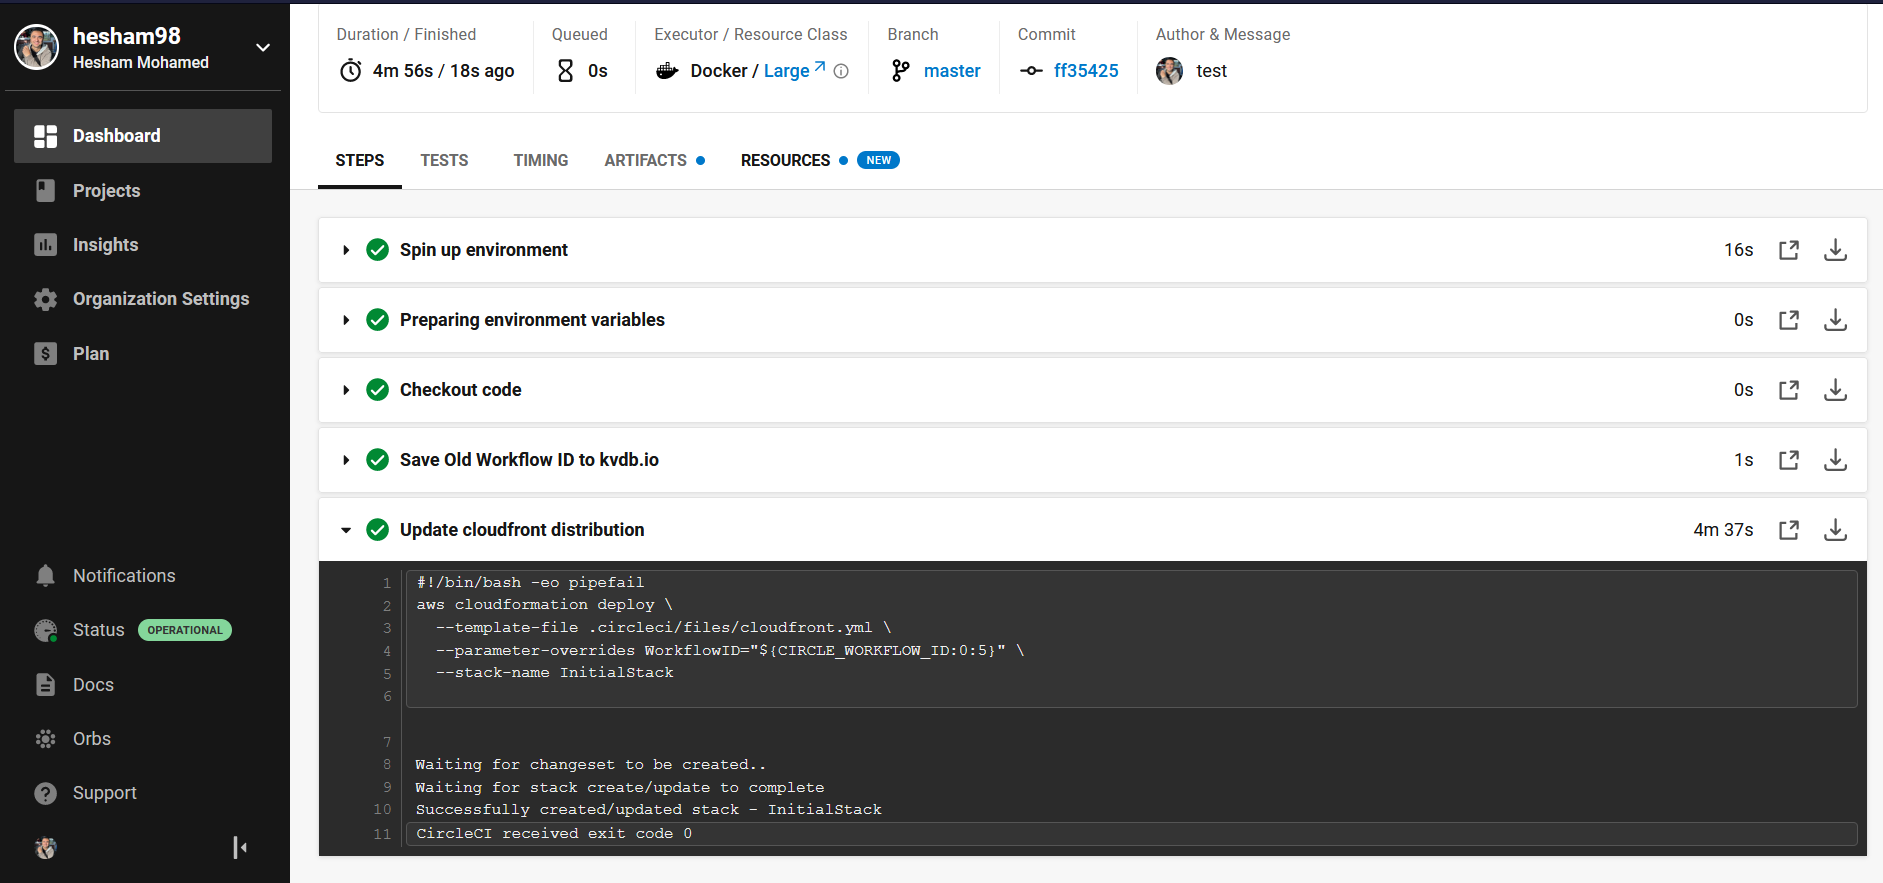 hesham98
Hesham Mohamed
Dashboard
Projects
Insights
Organization Settings
$ Plan
Notifications
Status OPERATIONAL
Docs
Orbs
? Support
Duration / Finished
4m 56s / 18s ago
Queued
0s
Executor / Resource Class
Docker / Large
Branch
master
Commit
ff35425
Author & Message
test
STEPS TESTS TIMING ARTIFACTS RESOURCES NEW
Spin up environment 16s
Preparing environment variables 0s
Checkout code 0s
Save Old Workflow ID to kvdb.io 1s
Update cloudfront distribution 4m 37s
1 #!/bin/bash -eo pipefail
2 aws cloudformation deploy \
3 --template-file .circleci/files/cloudfront.yml \
4 --parameter-overrides WorkflowID="${CIRCLE_WORKFLOW_ID:0:5}" \
5 --stack-name InitialStack
6
7
8 Waiting for changeset to be created..
9 Waiting for stack create/update to complete
10 Successfully created/updated stack - InitialStack
11 CircleCI received exit code 0